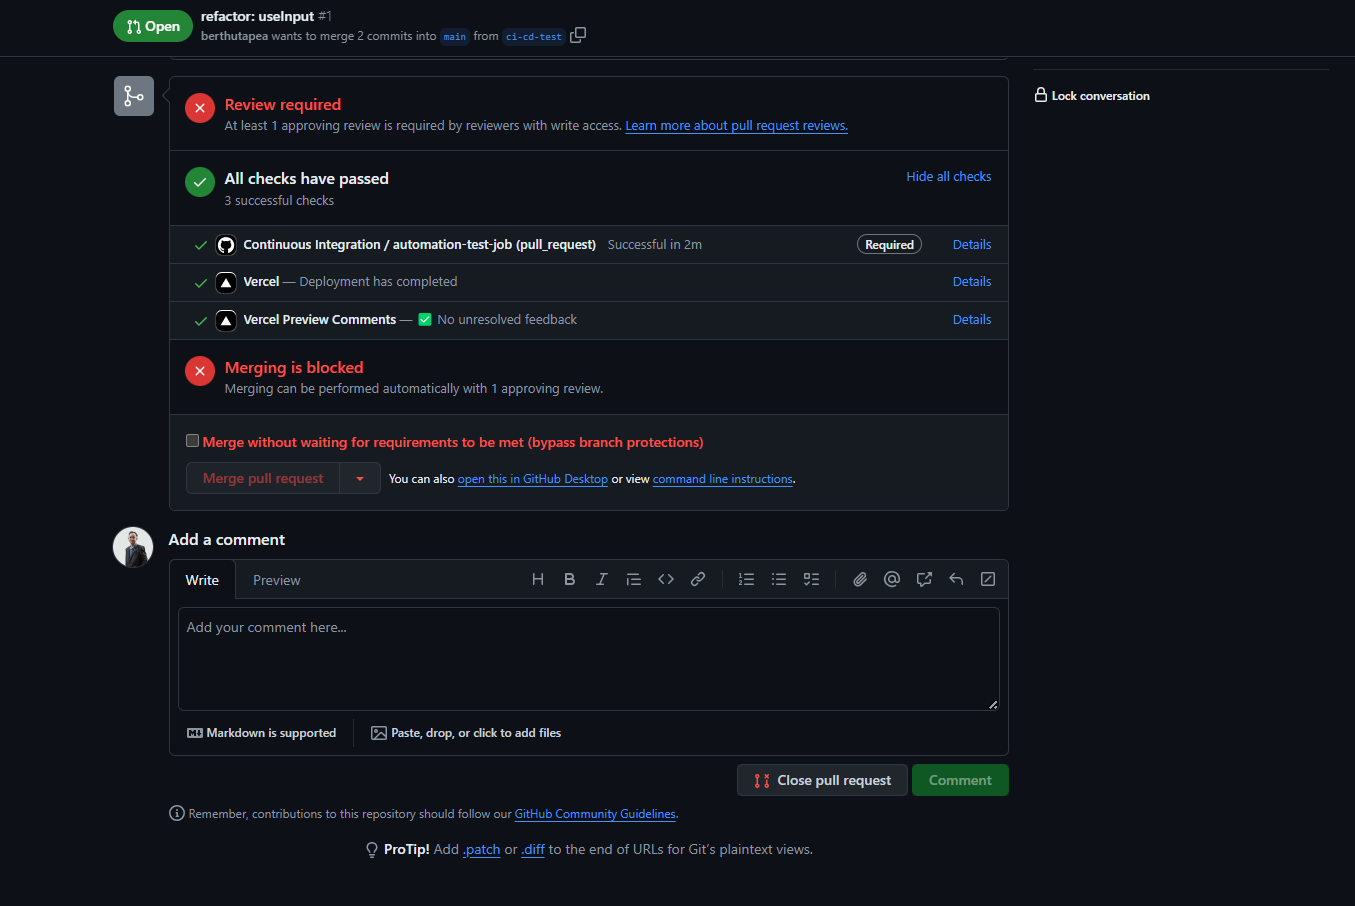 Open
refactor: useInput #1
berthutapea wants to merge 2 commits into main from ci-cd-test
Lock conversation
Review required
At least 1 approving review is required by reviewers with write access. Learn more about pull request reviews.
All checks have passed
Hide all checks
3 successful checks
Continuous Integration / automation-test-job (pull_request) Successful in 2m Required Details
Vercel — Deployment has completed Details
Vercel Preview Comments — ✅ No unresolved feedback Details
Merging is blocked
Merging can be performed automatically with 1 approving review.
Merge without waiting for requirements to be met (bypass branch protections)
Merge pull request You can also open this in GitHub Desktop or view command line instructions.
Add a comment
Write Preview
Add your comment here...
Markdown is supported Paste, drop, or click to add files
Close pull request Comment
Remember, contributions to this repository should follow our GitHub Community Guidelines.
ProTip! Add .patch or .diff to the end of URLs for Git's plaintext views.